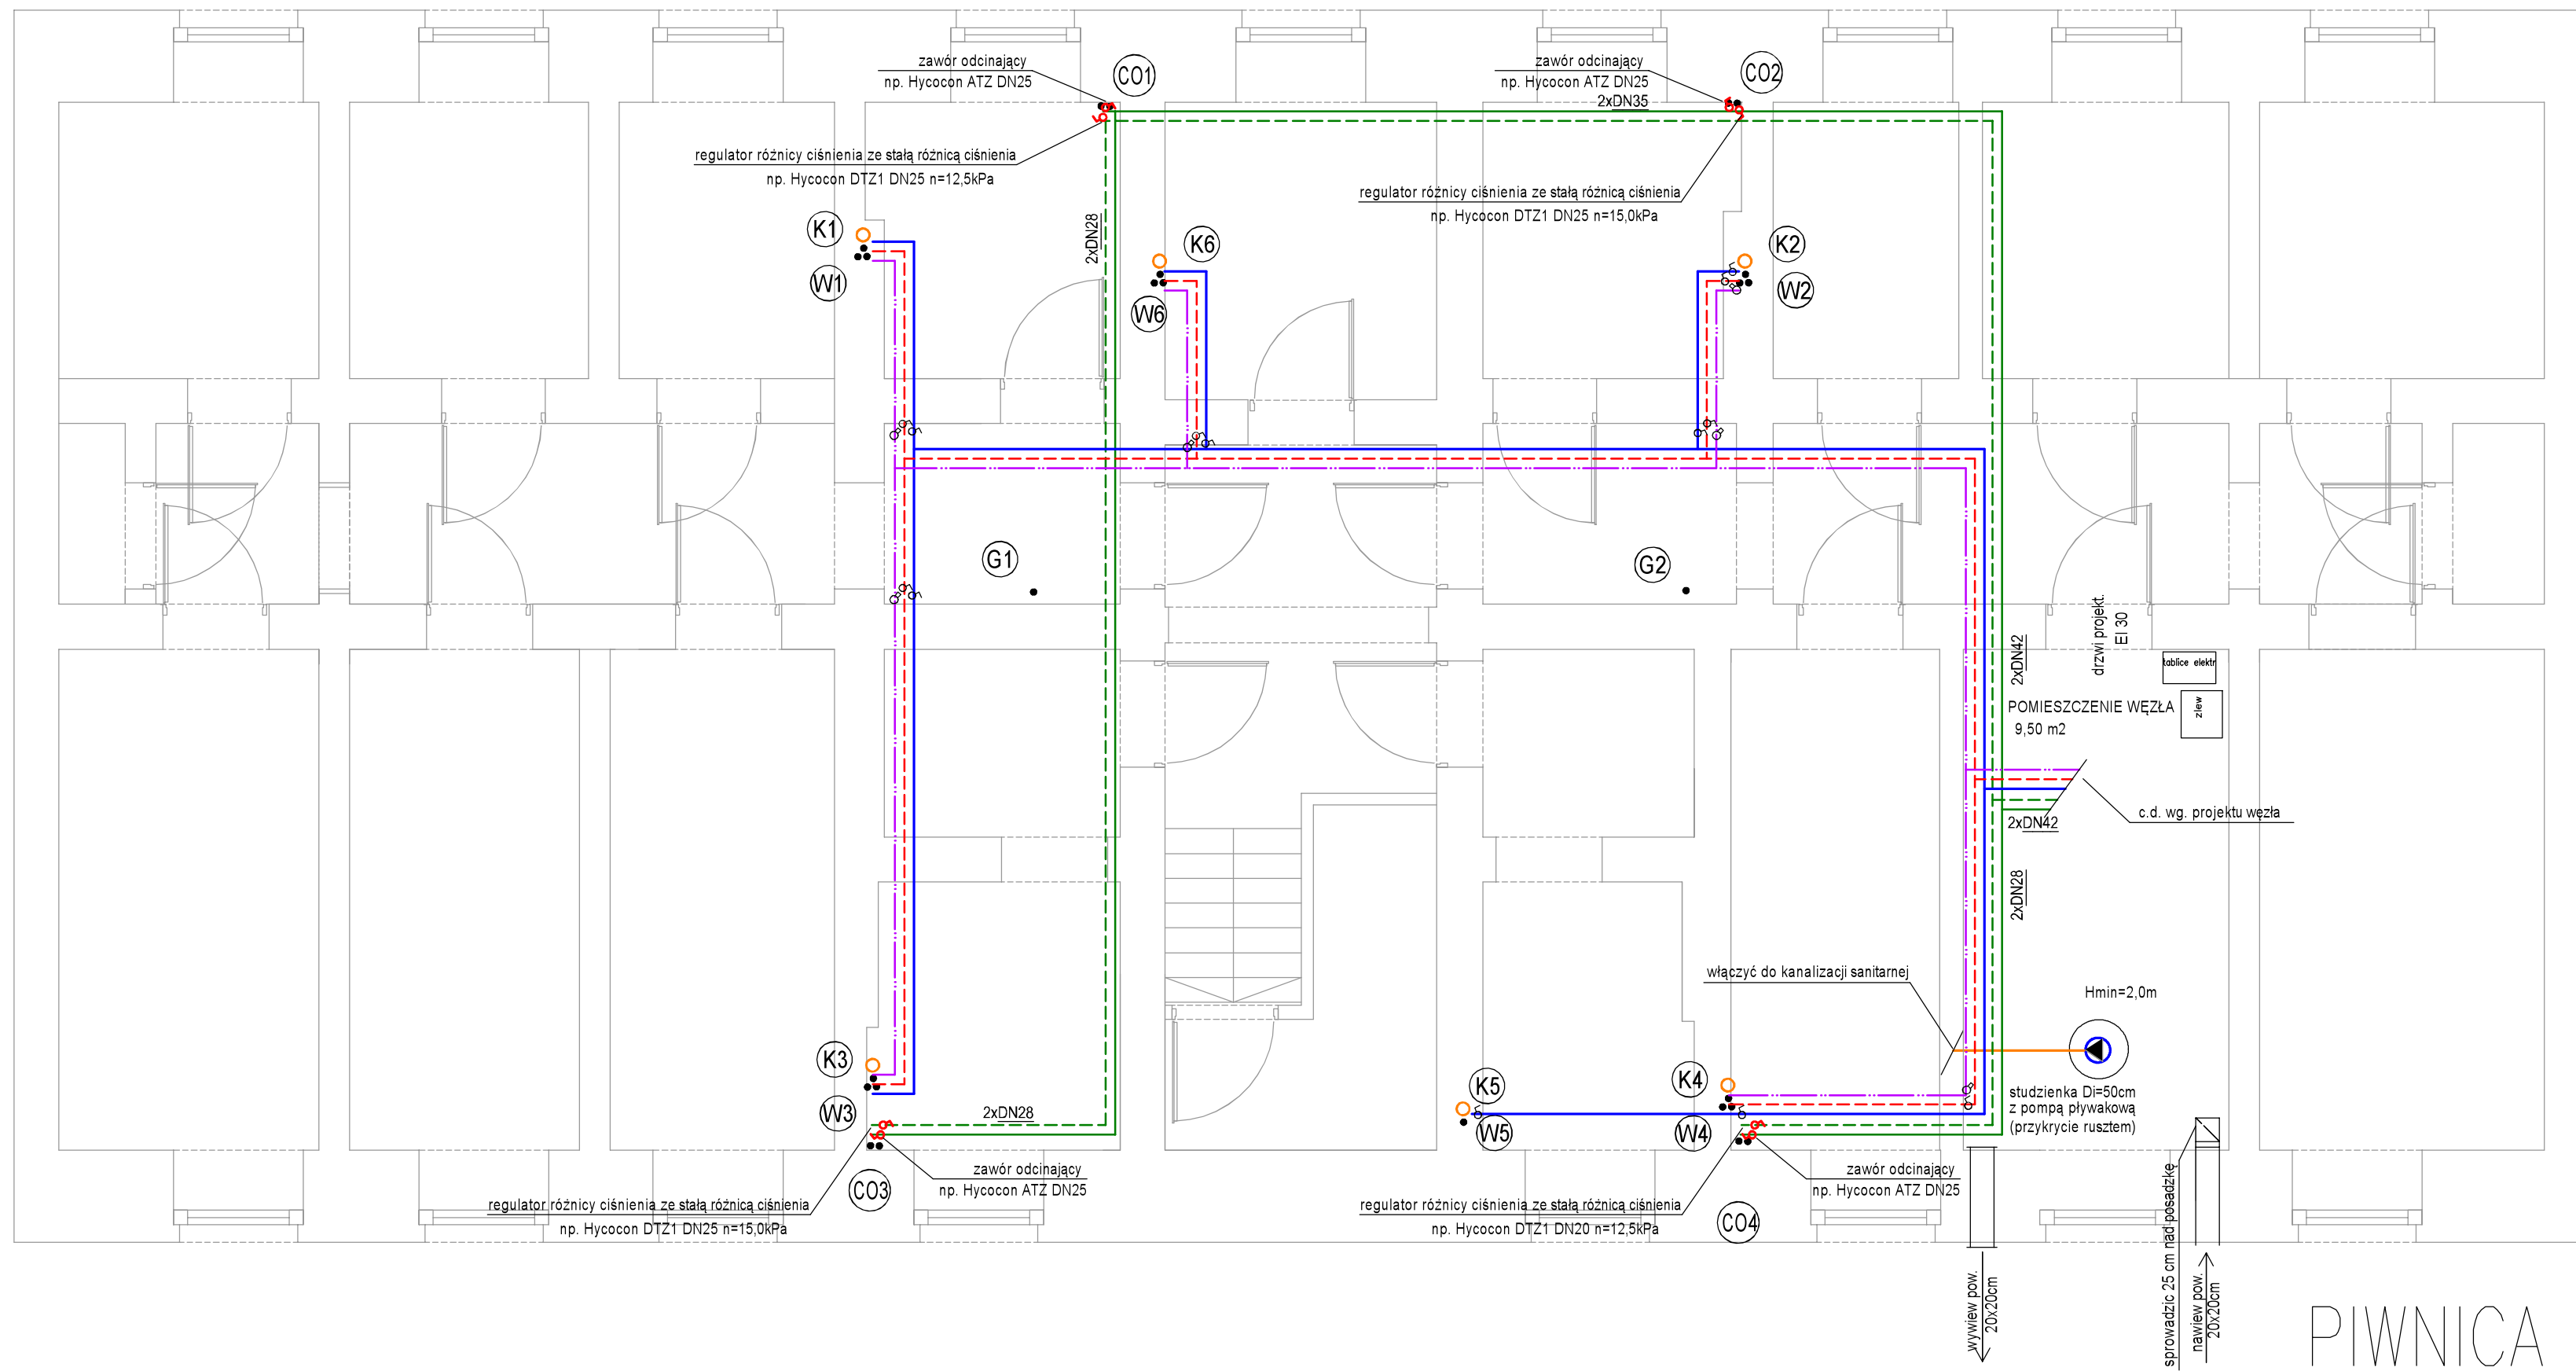 zawór odcinający
np. Hycocon ATZ DN25
CO1
zawór odcinający
np. Hycocon ATZ DN25
2xDN35
CO2
regulator różnicy ciśnienia ze stałą różnicą ciśnienia
np. Hycocon DTZ1 DN25 n=12,5kPa
regulator różnicy ciśnienia ze stałą różnicą ciśnienia
np. Hycocon DTZ1 DN25 n=15,0kPa
2xDN28
K1
W1
K6
W6
K2
W2
G1
G2
drzwi projekt.
EI 30
2xDN42
tablice elektr
zlew
POMIESZCZENIE WĘZŁA
9,50 m2
c.d. wg. projektu węzła
2xDN42
2xDN28
włączyć do kanalizacji sanitarnej
Hmin=2,0m
K3
W3
2xDN28
K5
W5
K4
W4
studzienka Di=50cm
z pompą pływakową
(przykrycie rusztem)
CO3
zawór odcinający
np. Hycocon ATZ DN25
regulator różnicy ciśnienia ze stałą różnicą ciśnienia
np. Hycocon DTZ1 DN25 n=15,0kPa
zawór odcinający
np. Hycocon ATZ DN25
regulator różnicy ciśnienia ze stałą różnicą ciśnienia
np. Hycocon DTZ1 DN20 n=12,5kPa
CO4
wywiew pow.
20x20cm
sprowadzic 25 cm nad posadzkę
nawiew pow.
20x20cm
PIWNICA